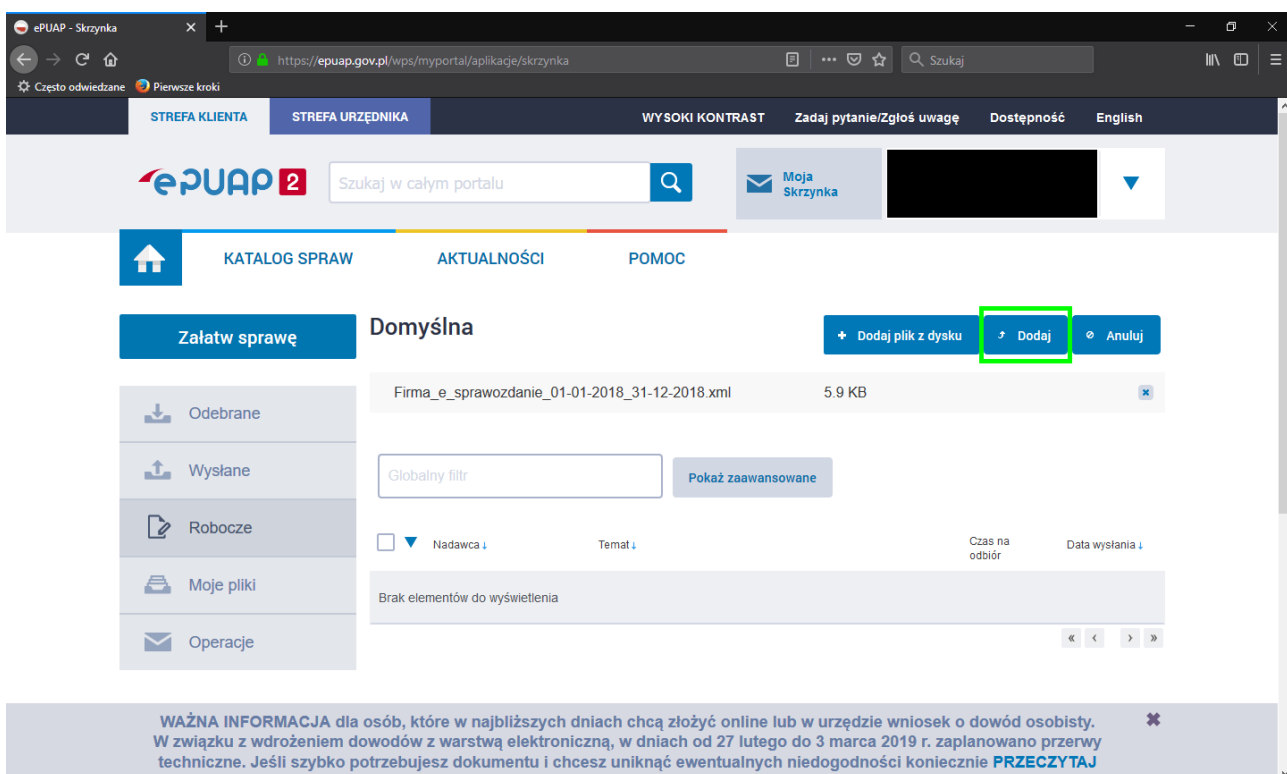 ePUAP - Skrzynka
https://epuap.gov.pl/wps/myportal/aplikacje/skrzynka
Szukaj
Często odwiedzane Pierwsze kroki
STREFA KLIENTA STREFA URZĘDNIKA WYSOKI KONTRAST Zadaj pytanie/Zgłoś uwagę Dostępność English
ePUAP 2 Szukaj w całym portalu Moja
Skrzynka
KATALOG SPRAW AKTUALNOŚCI POMOC
Załatw sprawę
Domyślna
Dodaj plik z dysku Dodaj Anuluj
Firma_e_sprawozdanie_01-01-2018_31-12-2018.xml 5.9 KB
Odebrane
Wysłane
Robocze
Moje pliki
Operacje
Globalny filtr Pokaż zaawansowane
Nadawca Temat Czas na
odbiór Data wysłania
Brak elementów do wyświetlenia
WAŻNA INFORMACJA dla osób, które w najbliższych dniach chcą złożyć online lub w urzędzie wniosek o dowód osobisty.
W związku z wdrożeniem dowodów z warstwą elektroniczną, w dniach od 27 lutego do 3 marca 2019 r. zaplanowano przerwy
techniczne. Jeśli szybko potrzebujesz dokumentu i chcesz uniknąć ewentualnych niedogodności koniecznie PRZECZYTAJ